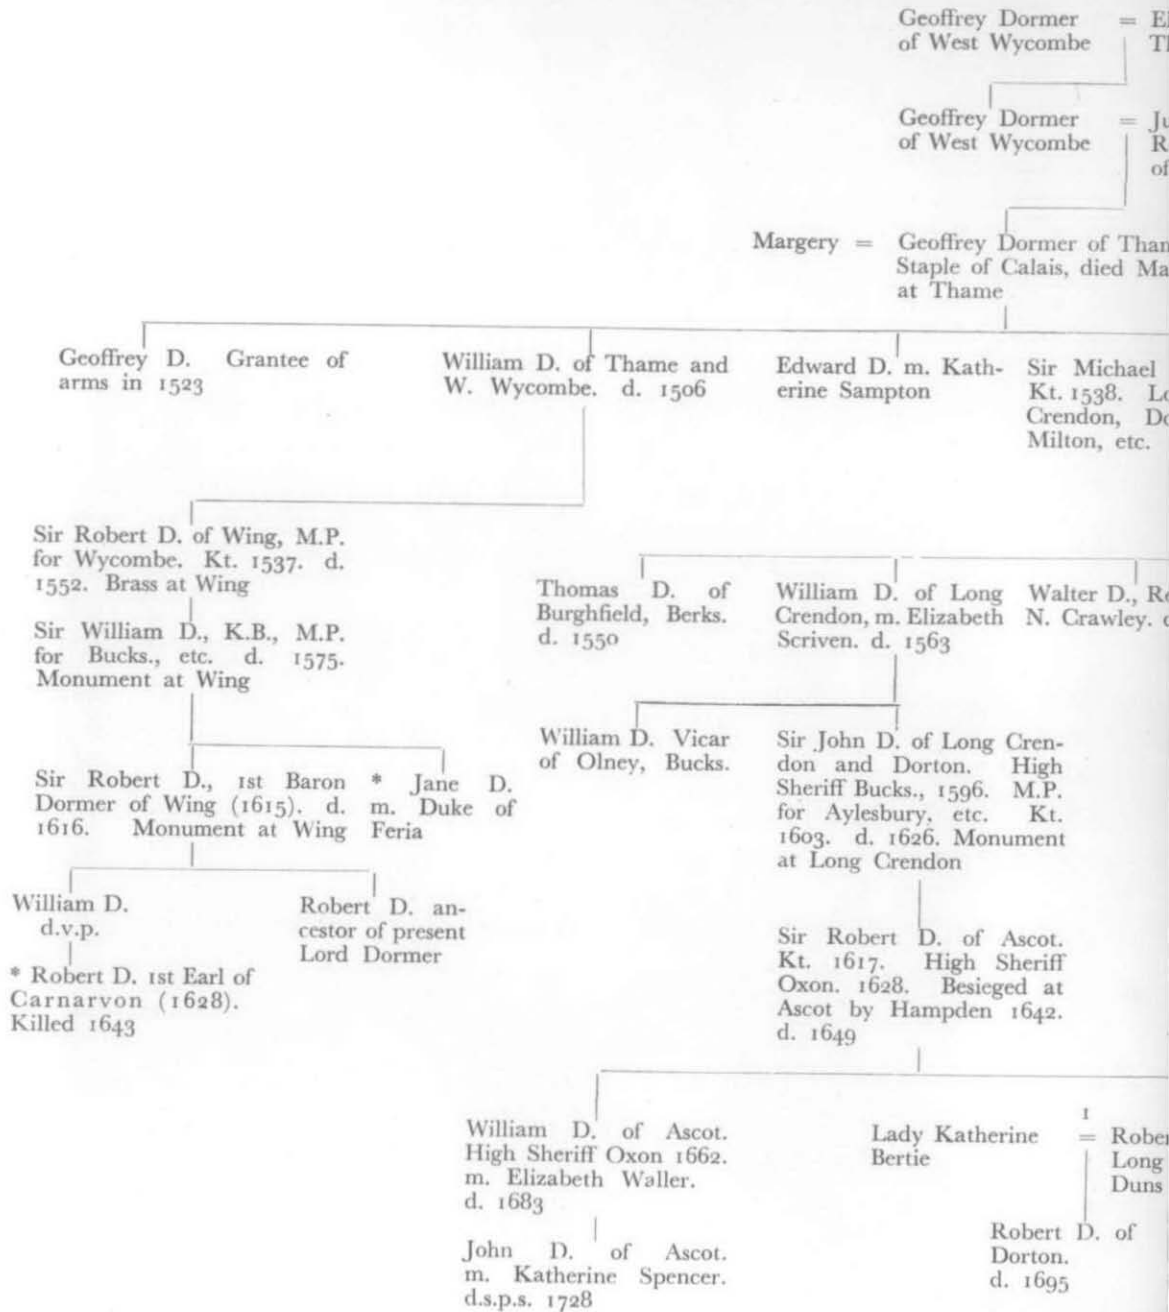 Geoffrey Dormer =
of West Wycombe
Geoffrey Dormer =
of West Wycombe
of
Margery = Geoffrey Dormer of
Staple of Calais, died
at Thame
Geoffrey D. Grantee of
arms in 1523
William D. of Thame and
W. Wycombe. d. 1506
Edward D. m. Kath-
erine Sampton
Sir Michael
Kt. 1538.
Crendon,
Milton, etc.
Sir Robert D. of Wing, M.P.
for Wycombe. Kt. 1537. d.
1552. Brass at Wing
Thomas D. of
Burghfield, Berks.
d. 1550
William D. of Long
Crendon, m. Elizabeth
Scriven. d. 1563
Walter D.,
N. Crawley.
Sir William D., K.B., M.P.
for Bucks., etc. d. 1575.
Monument at Wing
William D. Vicar
of Olney, Bucks.
Sir John D. of Long Cren-
don and Dorton. High
Sheriff Bucks., 1596. M.P.
for Aylesbury, etc. Kt.
1603. d. 1626. Monument
at Long Crendon
Sir Robert D., 1st Baron
Dormer of Wing (1615). d.
1616. Monument at Wing
* Jane D.
m. Duke of
Feria
William D.
d.v.p.
Robert D. an-
cestor of present
Lord Dormer
* Robert D. 1st Earl of
Carnarvon (1628).
Killed 1643
Sir Robert D. of Ascot.
Kt. 1617. High Sheriff
Oxon. 1628. Besieged at
Ascot by Hampden 1642.
d. 1649
William D. of Ascot.
High Sheriff Oxon 1662.
m. Elizabeth Waller.
d. 1683
Lady Katherine
Bertie
1
=
Long
Duns
John D. of Ascot.
m. Katherine Spencer.
d.s.p.s. 1728
Robert D. of
Dorton.
d. 1695